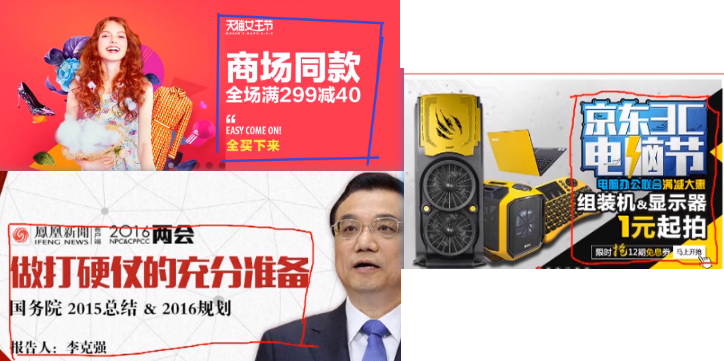 天猫女王节
商场同款
全场满299减40
“
EASY COME ON!
全买下来
京东3C
电脑节
电脑办公联合满减大惠
组装机&显示器
1元起拍
限时抢12期免息券
马上开抢
凤凰新闻
IFENG NEWS
客户端
2016两会
NPC&CPPCC
做打硬仗的充分准备
国务院 2015总结 & 2016规划
报告人：李克强